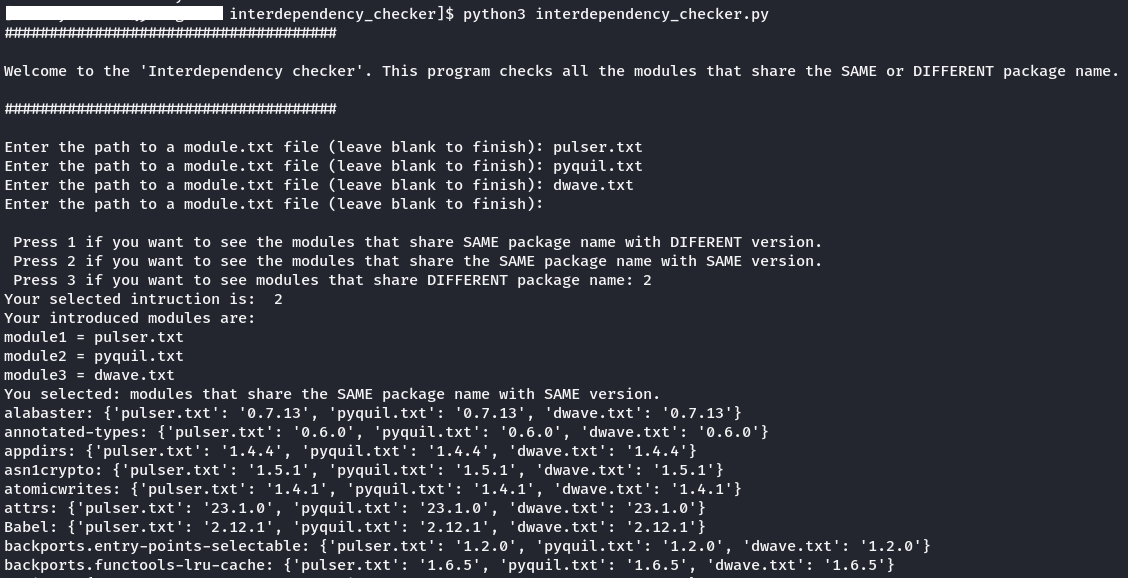 interdependency_checker]$ python3 interdependency_checker.py
#####################################
Welcome to the 'Interdependency checker'. This program checks all the modules that share the SAME or DIFFERENT package name.
#####################################
Enter the path to a module.txt file (leave blank to finish): pulser.txt
Enter the path to a module.txt file (leave blank to finish): pyquil.txt
Enter the path to a module.txt file (leave blank to finish): dwave.txt
Enter the path to a module.txt file (leave blank to finish):
Press 1 if you want to see the modules that share SAME package name with DIFERENT version.
Press 2 if you want to see the modules that share the SAME package name with SAME version.
Press 3 if you want to see modules that share DIFFERENT package name: 2
Your selected intruction is:  2
Your introduced modules are:
module1 = pulser.txt
module2 = pyquil.txt
module3 = dwave.txt
You selected: modules that share the SAME package name with SAME version.
alabaster: {'pulser.txt': '0.7.13', 'pyquil.txt': '0.7.13', 'dwave.txt': '0.7.13'}
annotated-types: {'pulser.txt': '0.6.0', 'pyquil.txt': '0.6.0', 'dwave.txt': '0.6.0'}
appdirs: {'pulser.txt': '1.4.4', 'pyquil.txt': '1.4.4', 'dwave.txt': '1.4.4'}
asn1crypto: {'pulser.txt': '1.5.1', 'pyquil.txt': '1.5.1', 'dwave.txt': '1.5.1'}
atomicwrites: {'pulser.txt': '1.4.1', 'pyquil.txt': '1.4.1', 'dwave.txt': '1.4.1'}
attrs: {'pulser.txt': '23.1.0', 'pyquil.txt': '23.1.0', 'dwave.txt': '23.1.0'}
Babel: {'pulser.txt': '2.12.1', 'pyquil.txt': '2.12.1', 'dwave.txt': '2.12.1'}
backports.entry-points-selectable: {'pulser.txt': '1.2.0', 'pyquil.txt': '1.2.0', 'dwave.txt': '1.2.0'}
backports.functools-lru-cache: {'pulser.txt': '1.6.5', 'pyquil.txt': '1.6.5', 'dwave.txt': '1.6.5'}